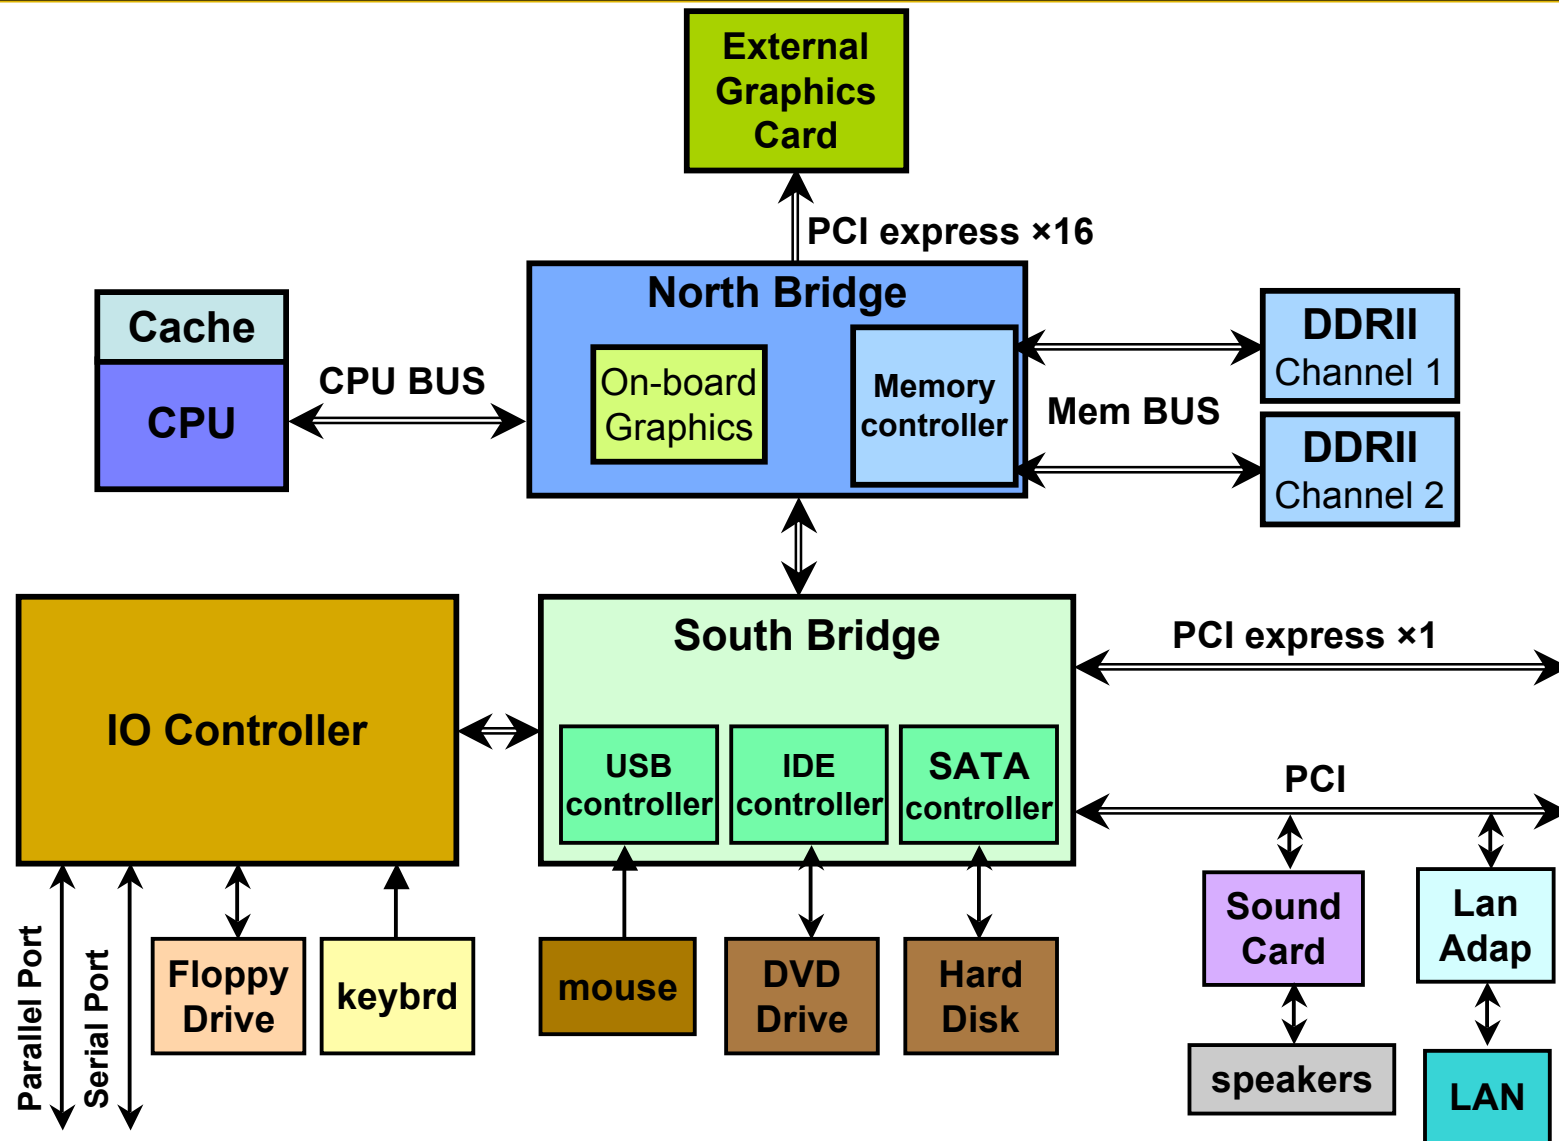 External
Graphics
Card
PCI express ×16
North Bridge
Cache
CPU
CPU BUS
On-board
Graphics
Memory
controller
Mem BUS
DDRII
Channel 1
DDRII
Channel 2
IO Controller
South Bridge
USB
controller
IDE
controller
SATA
controller
PCI express ×1
PCI
Parallel Port
Serial Port
Floppy
Drive
keybrd
mouse
DVD
Drive
Hard
Disk
Sound
Card
Lan
Adap
speakers
LAN